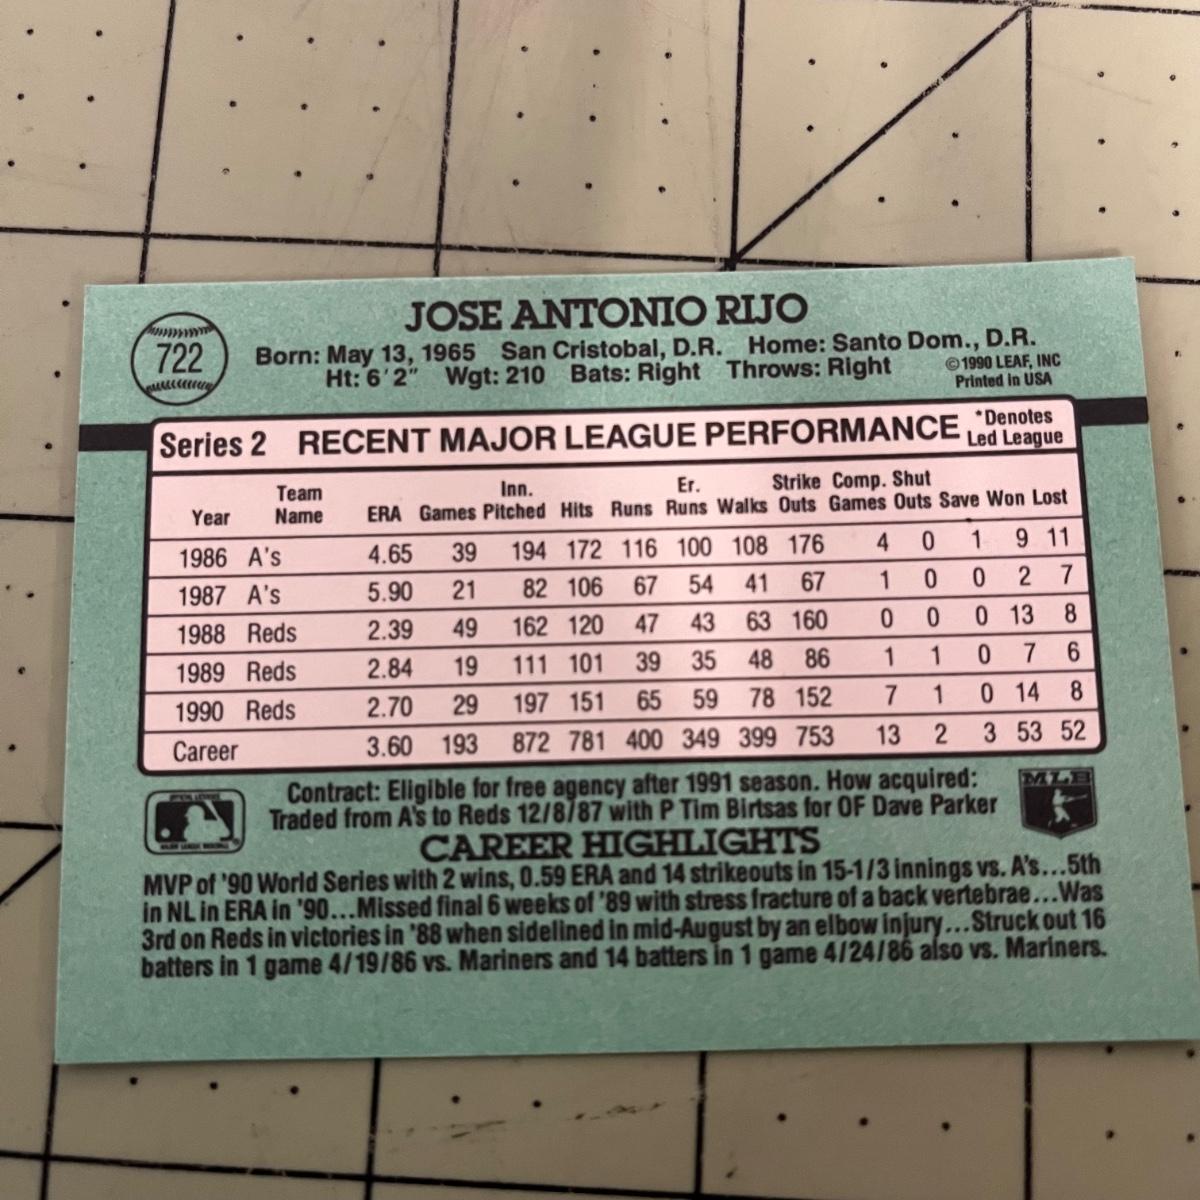 722
JOSE ANTONIO RIJO
Born: May 13, 1965 San Cristobal, D.R. Home: Santo Dom., D.R.
Ht: 6'2" Wgt: 210 Bats: Right Throws: Right
©1990 LEAF, INC
Printed in USA
Series 2 RECENT MAJOR LEAGUE PERFORMANCE
*Denotes
Led League
Year Team Name ERA Games Inn. Pitched Hits Runs Er. Runs Walks Strike Outs Comp. Games Shut Outs Save Won Lost
1986 A's 4.65 39 194 172 116 100 108 176 4 0 1 9 11
1987 A's 5.90 21 82 106 67 54 41 67 1 0 0 2 7
1988 Reds 2.39 49 162 120 47 43 63 160 0 0 0 13 8
1989 Reds 2.84 19 111 101 39 35 48 86 1 1 0 7 6
1990 Reds 2.70 29 197 151 65 59 78 152 7 1 0 14 8
Career 3.60 193 872 781 400 349 399 753 13 2 3 53 52
Contract: Eligible for free agency after 1991 season. How acquired:
Traded from A's to Reds 12/8/87 with P Tim Birtsas for OF Dave Parker
MLB
CAREER HIGHLIGHTS
MVP of '90 World Series with 2 wins, 0.59 ERA and 14 strikeouts in 15-1/3 innings vs. A's...5th
in NL in ERA in '90...Missed final 6 weeks of '89 with stress fracture of a back vertebrae...Was
3rd on Reds in victories in '88 when sidelined in mid-August by an elbow injury...Struck out 16
batters in 1 game 4/19/86 vs. Mariners and 14 batters in 1 game 4/24/86 also vs. Mariners.